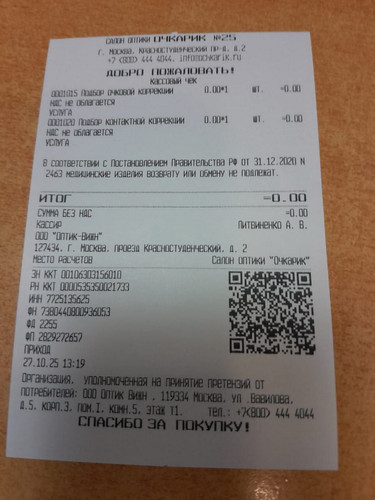 САЛОН ОПТИКИ ОЧКАРИК №25
Г. МОСКВА, КРАСНОСТУДЕНЧЕСКИЙ ПР-Д, Д.2
+7 (800) 444 4044, info@ochkarik.ru
ДОБРО ПОЖАЛОВАТЬ!
КАССОВЫЙ ЧЕК
0001015 ПОДБОР ОЧКОВОЙ КОРРЕКЦИИ 0.00*1 ШТ. =0.00
НДС НЕ ОБЛАГАЕТСЯ
УСЛУГА
0001020 ПОДБОР КОНТАКТНОЙ КОРРЕКЦИИ 0.00*1 ШТ. =0.00
НДС НЕ ОБЛАГАЕТСЯ
УСЛУГА
В СООТВЕТСТВИИ С ПОСТАНОВЛЕНИЕМ ПРАВИТЕЛЬСТВА РФ ОТ 31.12.2020 N
2463 МЕДИЦИНСКИЕ ИЗДЕЛИЯ ВОЗВРАТУ ИЛИ ОБМЕНУ НЕ ПОДЛЕЖАТ.
ИТОГ =0.00
СУММА БЕЗ НДС =0.00
КАССИР ЛИТВИНЕНКО А. В.
ООО "ОПТИК-ВИЖН"
127434, Г. МОСКВА, ПРОЕЗД КРАСНОСТУДЕНЧЕСКИЙ, Д. 2
МЕСТО РАСЧЕТОВ САЛОН ОПТИКИ "ОЧКАРИК"
ЗН ККТ 00106303156010
РН ККТ 0000535350021733
ИНН 7725135625
ФН 7380440800936053
ФД 2255
ФП 2829272657
ПРИХОД
27.10.25 13:19
ОРГАНИЗАЦИЯ, УПОЛНОМОЧЕННАЯ НА ПРИНЯТИЕ ПРЕТЕНЗИЙ ОТ
ПОТРЕБИТЕЛЕЙ: ООО ОПТИК ВИЖН , 119334 МОСКВА, УЛ .ВАВИЛОВА,
Д.5, КОРП.3, ПОМ.I, КОМН.5, ЭТАЖ Т1. ТЕЛ.: +7(800) 444 4044
СПАСИБО ЗА ПОКУПКУ!